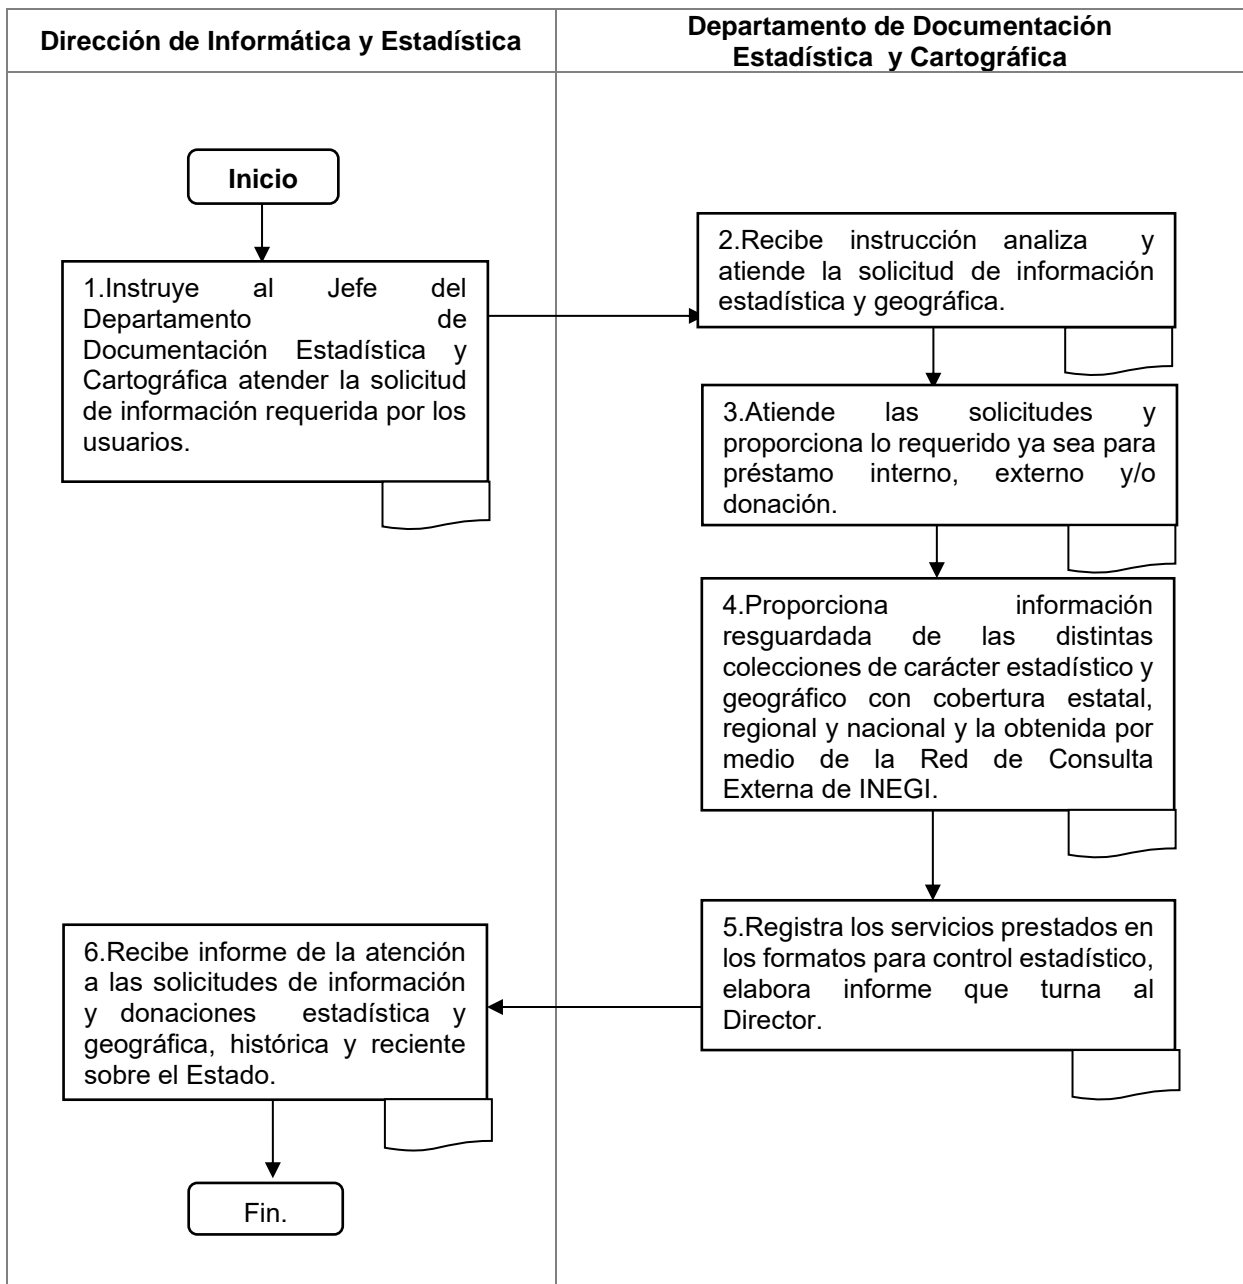 Dirección de Informática y Estadística
Departamento de Documentación
Estadística y Cartográfica
Inicio
1.Instruye al Jefe del
Departamento de
Documentación Estadística y
Cartográfica atender la solicitud
de información requerida por los
usuarios.
2.Recibe instrucción analiza y
atiende la solicitud de información
estadística y geográfica.
3.Atiende las solicitudes y
proporciona lo requerido ya sea para
préstamo interno, externo y/o
donación.
4.Proporciona información
resguardada de las distintas
colecciones de carácter estadístico y
geográfico con cobertura estatal,
regional y nacional y la obtenida por
medio de la Red de Consulta
Externa de INEGI.
5.Registra los servicios prestados en
los formatos para control estadístico,
elabora informe que turna al
Director.
6.Recibe informe de la atención
a las solicitudes de información
y donaciones estadística y
geográfica, histórica y reciente
sobre el Estado.
Fin.